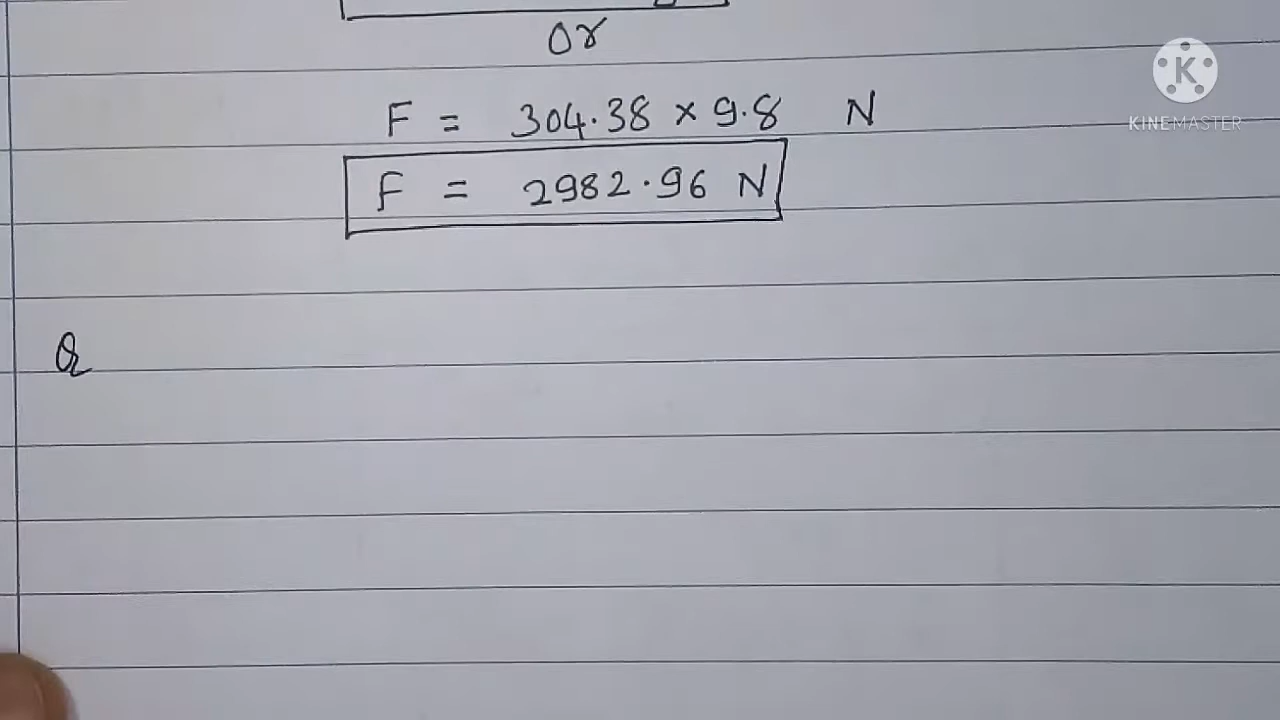 or
F = 304.38 × 9.8 N
F = 2982.96 N
Q
K
KINEMASTER